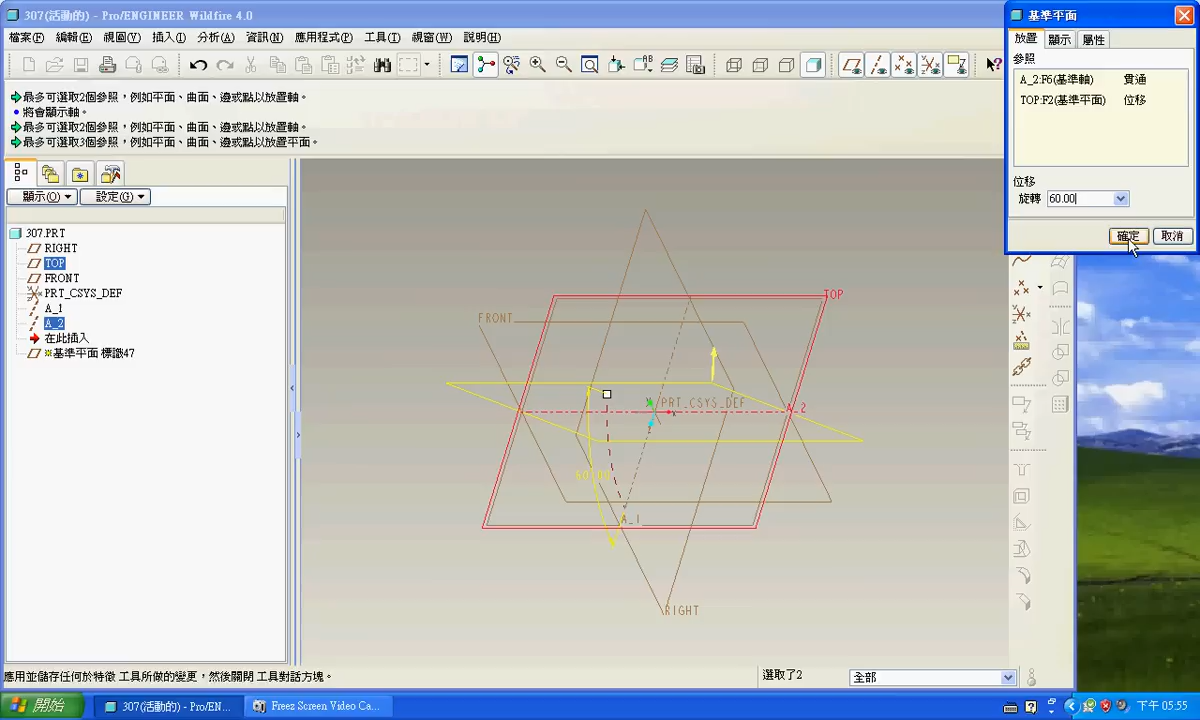 307(活動的) - Pro/ENGINEER Wildfire 4.0
檔案(F) 編輯(E) 視圖(V) 插入(I) 分析(A) 資訊(N) 應用程式(P) 工具(T) 視窗(W) 說明(H)
最多可選取2個參照，例如平面、曲面、邊或點以放置軸。
將會顯示軸。
最多可選取2個參照，例如平面、曲面、邊或點以放置軸。
最多可選取3個參照，例如平面、曲面、邊或點以放置平面。
顯示(O) 設定(G)
307.PRT
RIGHT
TOP
FRONT
PRT_CSYS_DEF
A_1
A_2
在此插入
※基準平面 標識47
TOP
FRONT
PRT_CSYS_DEF
A_2
X
Y
Z
60.00
A_1
RIGHT
基準平面
放置 顯示 屬性
參照
A_2:F6(基準軸) 貫通
TOP:F2(基準平面) 位移
位移
旋轉 60.00
確定 取消
應用並儲存任何於特徵 工具所做的變更，然後關閉 工具對話方塊。
選取了2
全部
開始 307(活動的) - Pro/EN... Freez Screen Video Ca... 下午 05:55